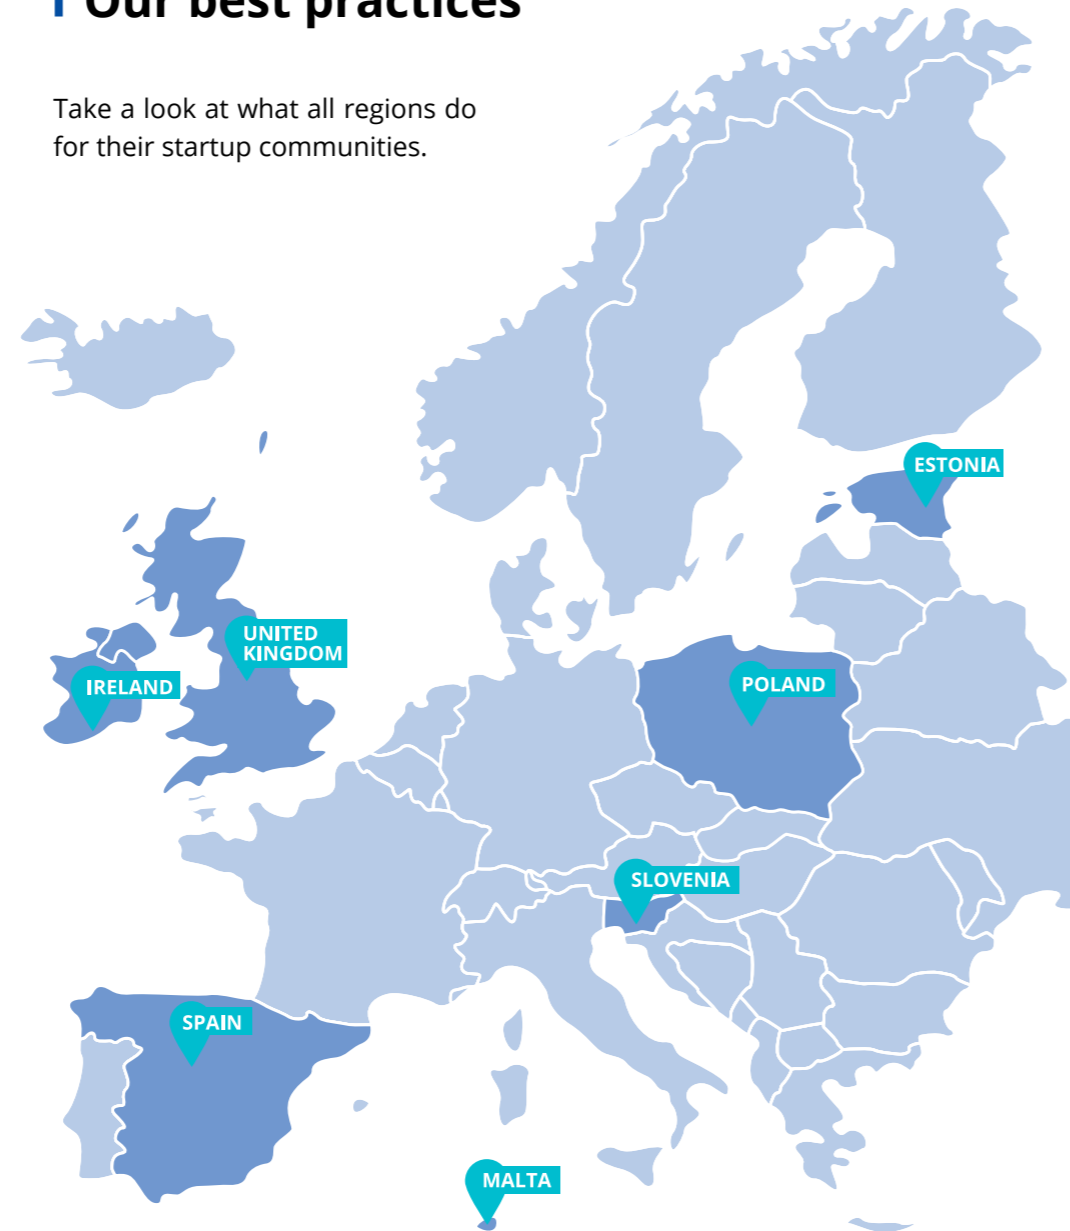 Our best practices
Take a look at what all regions do
for their startup communities.
ESTONIA
UNITED
KINGDOM
IRELAND
POLAND
SLOVENIA
SPAIN
MALTA